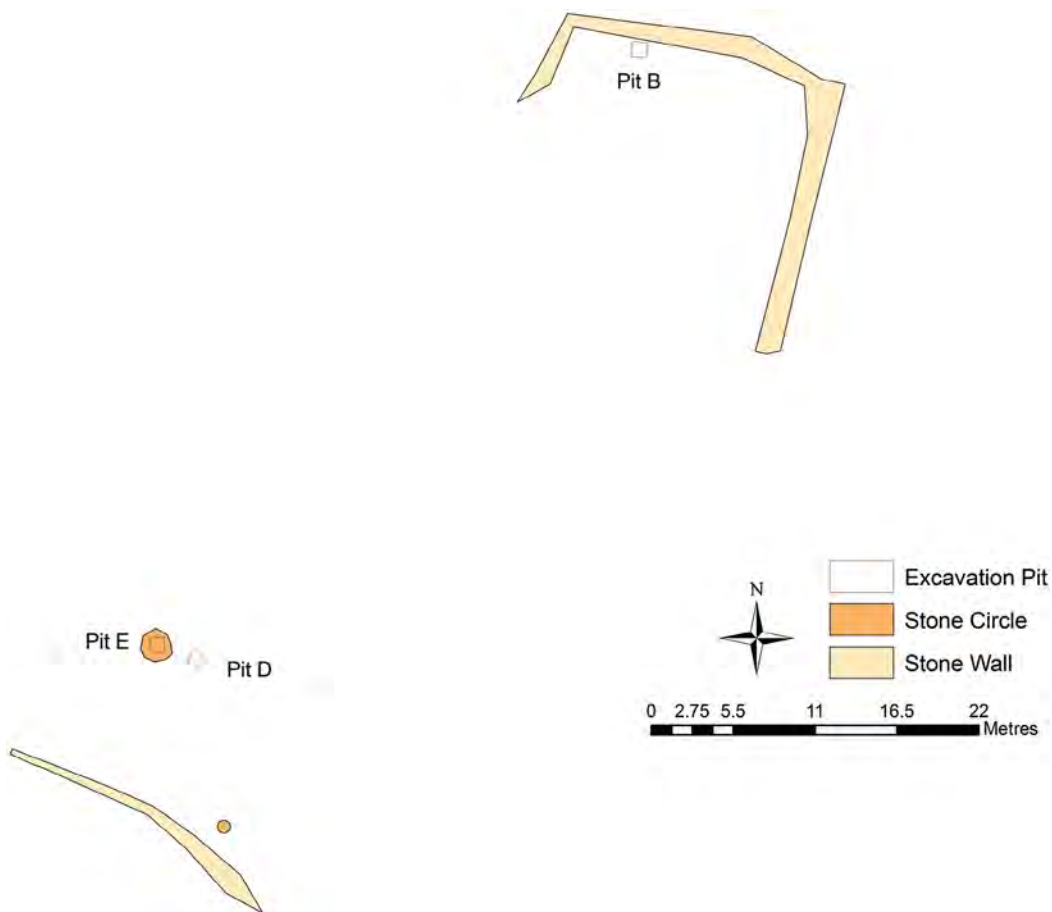 Pit B
N
Excavation Pit
Stone Circle
Stone Wall
Pit E
Pit D
0 2.75 5.5 11 16.5 22
Metres